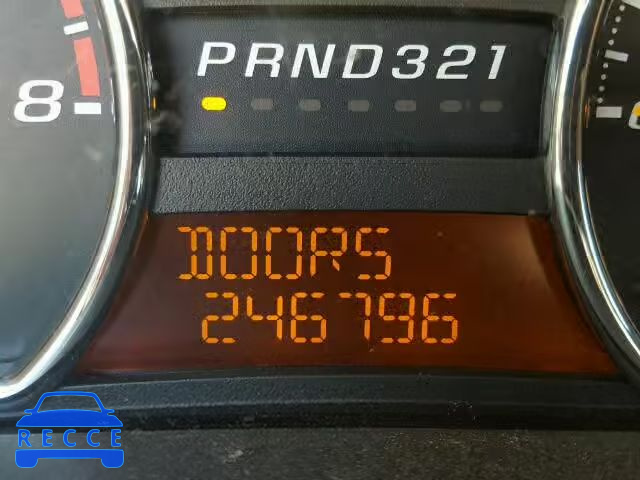 PRND321
8
DOORS
246796
RECCE